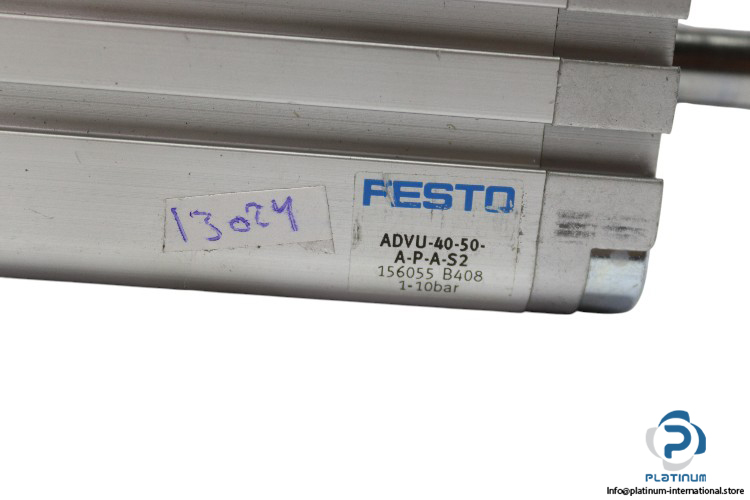 13024
FESTO
ADVU-40-50-
A-P-A-S2
156055 B408
1-10bar
PLATINUM
Info@platinum-international.store